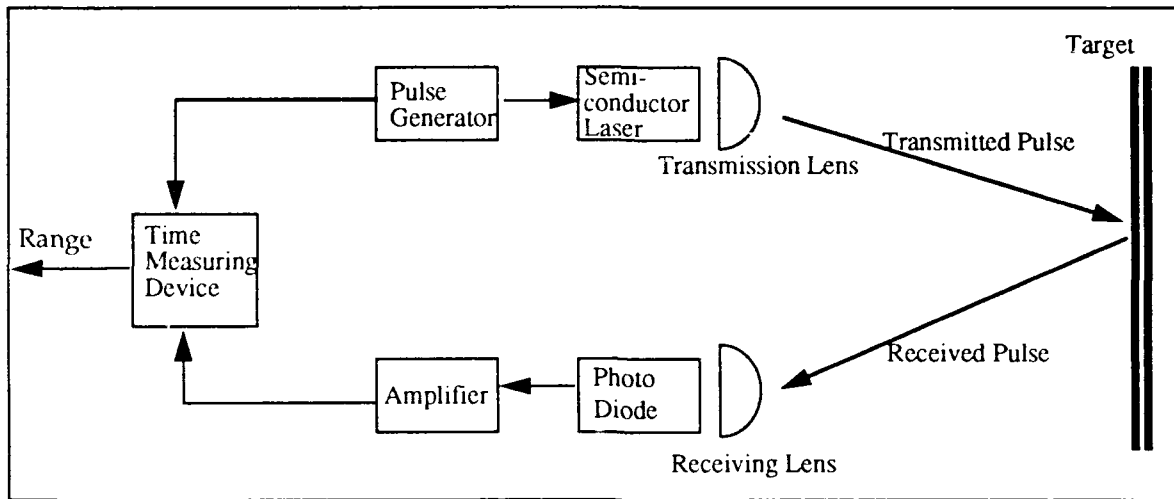 Target
Pulse
Generator
Semi-
conductor
Laser
Transmitted Pulse
Transmission Lens
Range
Time
Measuring
Device
Received Pulse
Amplifier
Photo
Diode
Receiving Lens